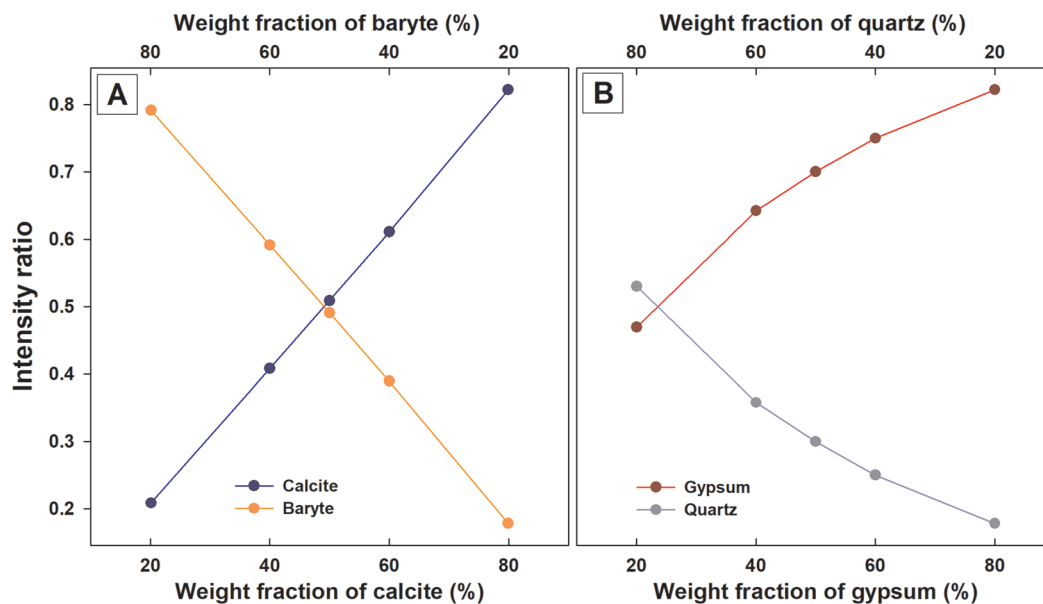 Weight fraction of baryte (%)
80 60 40 20
A
Intensity ratio
0.8
0.7
0.6
0.5
0.4
0.3
0.2
Calcite
Baryte
20 40 60 80
Weight fraction of calcite (%)
Weight fraction of quartz (%)
80 60 40 20
B
Gypsum
Quartz
20 40 60 80
Weight fraction of gypsum (%)